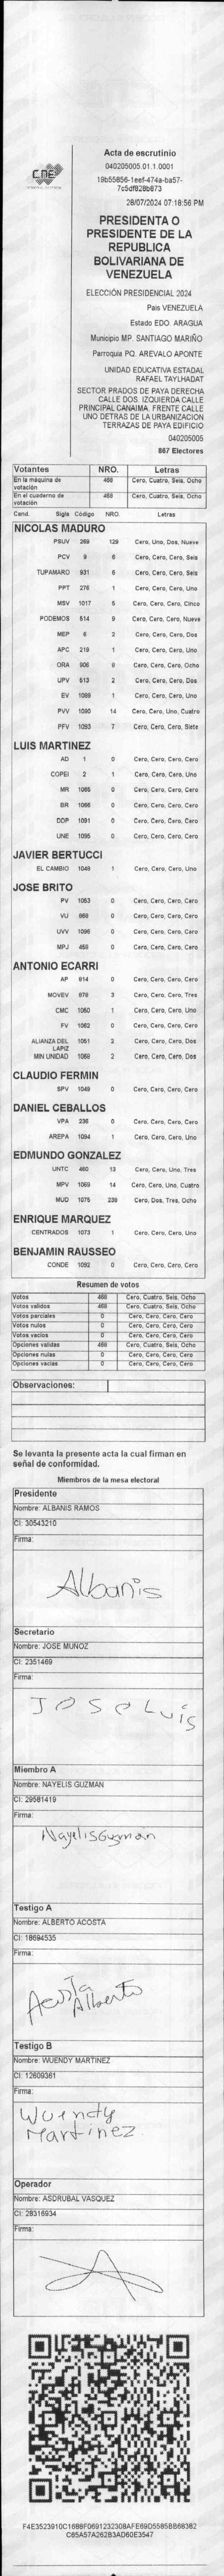 CNE
Acta de escrutinio
040205005.01.1.0001
19b55856-1eef-474a-ba57-
7c5df828b873
28/07/2024 07:18:56 PM
PRESIDENTA O
PRESIDENTE DE LA
REPUBLICA
BOLIVARIANA DE
VENEZUELA
ELECCIÓN PRESIDENCIAL 2024
Pais VENEZUELA
Estado EDO. ARAGUA
Municipio MP. SANTIAGO MARIÑO
Parroquia PQ. AREVALO APONTE
UNIDAD EDUCATIVA ESTADAL
RAFAEL TAYLHADAT
SECTOR PRADOS DE PAYA DERECHA
CALLE DOS. IZQUIERDA CALLE
PRINCIPAL CANAIMA. FRENTE CALLE
UNO DETRAS DE LA URBANIZACION
TERRAZAS DE PAYA EDIFICIO
040205005
867 Electores
Votantes NRO. Letras
En la máquina de votación 468 Cero, Cuatro, Seis, Ocho
En el cuaderno de votación 468 Cero, Cuatro, Seis, Ocho
Cand. Sigla Código NRO. Letras
NICOLAS MADURO
PSUV 269 129 Cero, Uno, Dos, Nueve
PCV 9 6 Cero, Cero, Cero, Seis
TUPAMARO 931 6 Cero, Cero, Cero, Seis
PPT 276 1 Cero, Cero, Cero, Uno
MSV 1017 5 Cero, Cero, Cero, Cinco
PODEMOS 514 9 Cero, Cero, Cero, Nueve
MEP 6 2 Cero, Cero, Cero, Dos
APC 219 1 Cero, Cero, Cero, Uno
ORA 906 8 Cero, Cero, Cero, Ocho
UPV 513 2 Cero, Cero, Cero, Dos
EV 1089 1 Cero, Cero, Cero, Uno
PVV 1090 14 Cero, Cero, Uno, Cuatro
PFV 1093 7 Cero, Cero, Cero, Siete
LUIS MARTINEZ
AD 1 0 Cero, Cero, Cero, Cero
COPEI 2 1 Cero, Cero, Cero, Uno
MR 1065 0 Cero, Cero, Cero, Cero
BR 1066 0 Cero, Cero, Cero, Cero
DDP 1091 0 Cero, Cero, Cero, Cero
UNE 1095 0 Cero, Cero, Cero, Cero
JAVIER BERTUCCI
EL CAMBIO 1048 1 Cero, Cero, Cero, Uno
JOSE BRITO
PV 1053 0 Cero, Cero, Cero, Cero
VU 868 0 Cero, Cero, Cero, Cero
UVV 1096 0 Cero, Cero, Cero, Cero
MPJ 458 0 Cero, Cero, Cero, Cero
ANTONIO ECARRI
AP 914 0 Cero, Cero, Cero, Cero
MOVEV 879 3 Cero, Cero, Cero, Tres
CMC 1050 1 Cero, Cero, Cero, Uno
FV 1062 0 Cero, Cero, Cero, Cero
ALIANZA DEL LAPIZ 1051 2 Cero, Cero, Cero, Dos
MIN UNIDAD 1068 2 Cero, Cero, Cero, Dos
CLAUDIO FERMIN
SPV 1049 0 Cero, Cero, Cero, Cero
DANIEL CEBALLOS
VPA 236 0 Cero, Cero, Cero, Cero
AREPA 1094 1 Cero, Cero, Cero, Uno
EDMUNDO GONZALEZ
UNTC 460 13 Cero, Cero, Uno, Tres
MPV 1069 14 Cero, Cero, Uno, Cuatro
MUD 1075 238 Cero, Dos, Tres, Ocho
ENRIQUE MARQUEZ
CENTRADOS 1073 1 Cero, Cero, Cero, Uno
BENJAMIN RAUSSEO
CONDE 1092 0 Cero, Cero, Cero, Cero
Resumen de votos
Votos 468 Cero, Cuatro, Seis, Ocho
Votos validos 468 Cero, Cuatro, Seis, Ocho
Votos parciales 0 Cero, Cero, Cero, Cero
Votos nulos 0 Cero, Cero, Cero, Cero
Votos vacios 0 Cero, Cero, Cero, Cero
Opciones validas 468 Cero, Cuatro, Seis, Ocho
Opciones nulas 0 Cero, Cero, Cero, Cero
Opciones vacias 0 Cero, Cero, Cero, Cero
Observaciones:
Se levanta la presente acta la cual firman en
señal de conformidad.
Miembros de la mesa electoral
Presidente
Nombre: ALBANIS RAMOS
CI: 30543210
Firma:
Albanis
Secretario
Nombre: JOSE MUÑOZ
CI: 2351469
Firma:
JOSE LUIS
Miembro A
Nombre: NAYELIS GUZMAN
CI: 29581419
Firma:
Nayelis Guzman
Testigo A
Nombre: ALBERTO ACOSTA
CI: 18694535
Firma:
Acosta
Alberto
Testigo B
Nombre: WUENDY MARTINEZ
CI: 12609361
Firma:
Wuendy
Martinez
Operador
Nombre: ASDRUBAL VASQUEZ
CI: 28316934
Firma:
F4E3523910C1688F0691232308AFE69D5585BB68382
C65A57A262B3AD60E3547